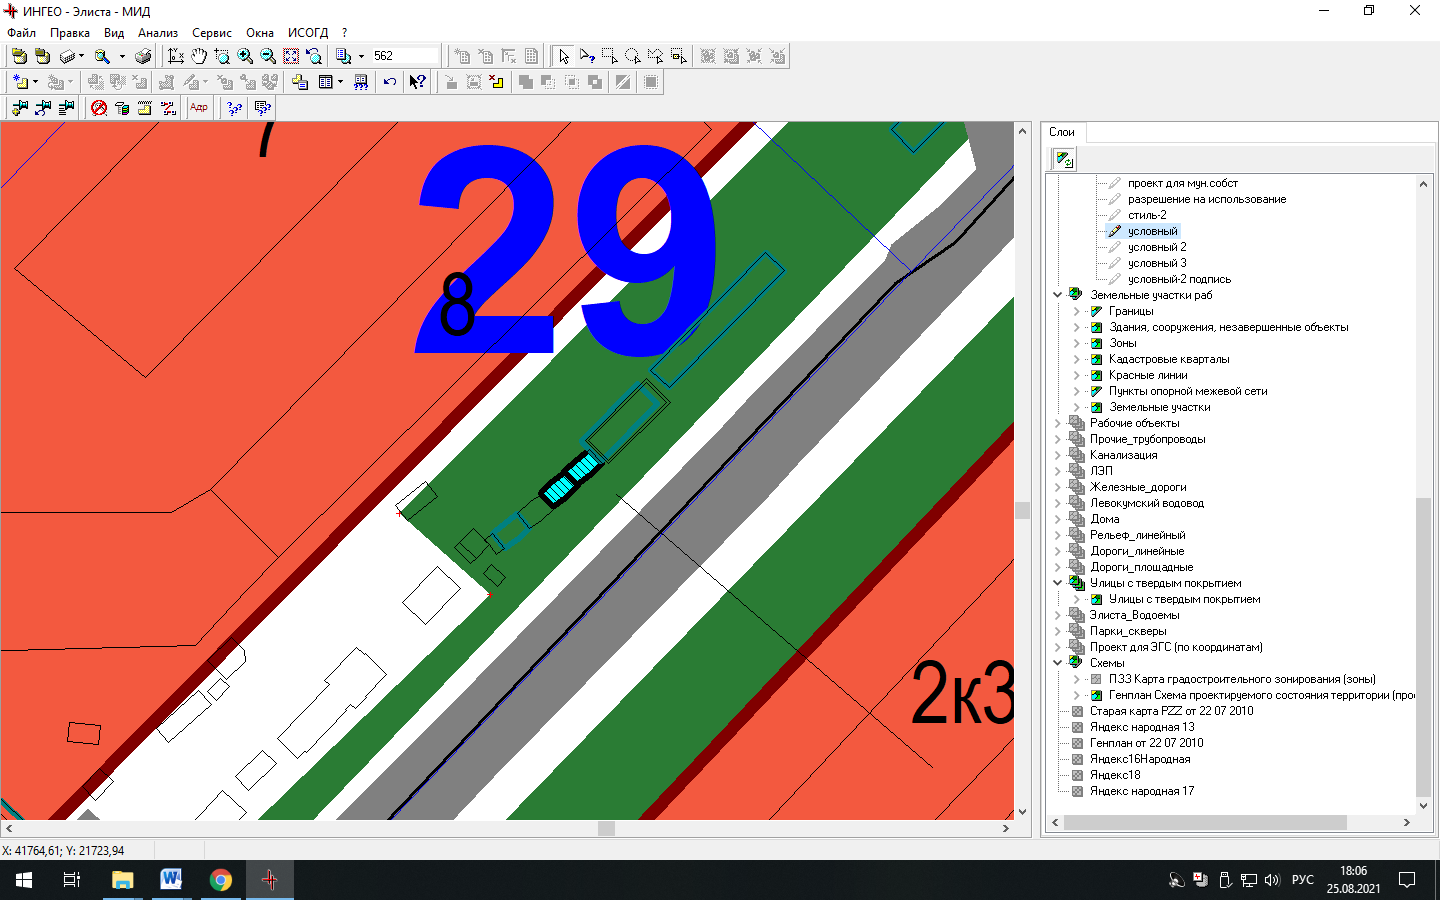 ИНГЕО - Элиста - МИД
Файл Правка Вид Анализ Сервис Окна ИСОГД ?
562
Адр
7
29
8
2к3
Слои
проект для мун.собст
разрешение на использование
стиль-2
условный
условный 2
условный 3
условный-2 подпись
Земельные участки раб
Границы
Здания, сооружения, незавершенные объекты
Зоны
Кадастровые кварталы
Красные линии
Пункты опорной межевой сети
Земельные участки
Рабочие объекты
Прочие_трубопроводы
Канализация
ЛЭП
Железные_дороги
Левокумский водовод
Дома
Рельеф_линейный
Дороги_линейные
Дороги_площадные
Улицы с твердым покрытием
Улицы с твердым покрытием
Элиста_Водоемы
Парки_скверы
Проект для ЭГС (по координатам)
Схемы
ПЗЗ Карта градостроительного зонирования (зоны)
Генплан Схема проектируемого состояния территории (прое
Старая карта PZZ от 22 07 2010
Яндекс народная 13
Генплан от 22 07 2010
Яндекс16Народная
Яндекс18
Яндекс народная 17
X: 41764,61; Y: 21723,94
РУС
18:06
25.08.2021